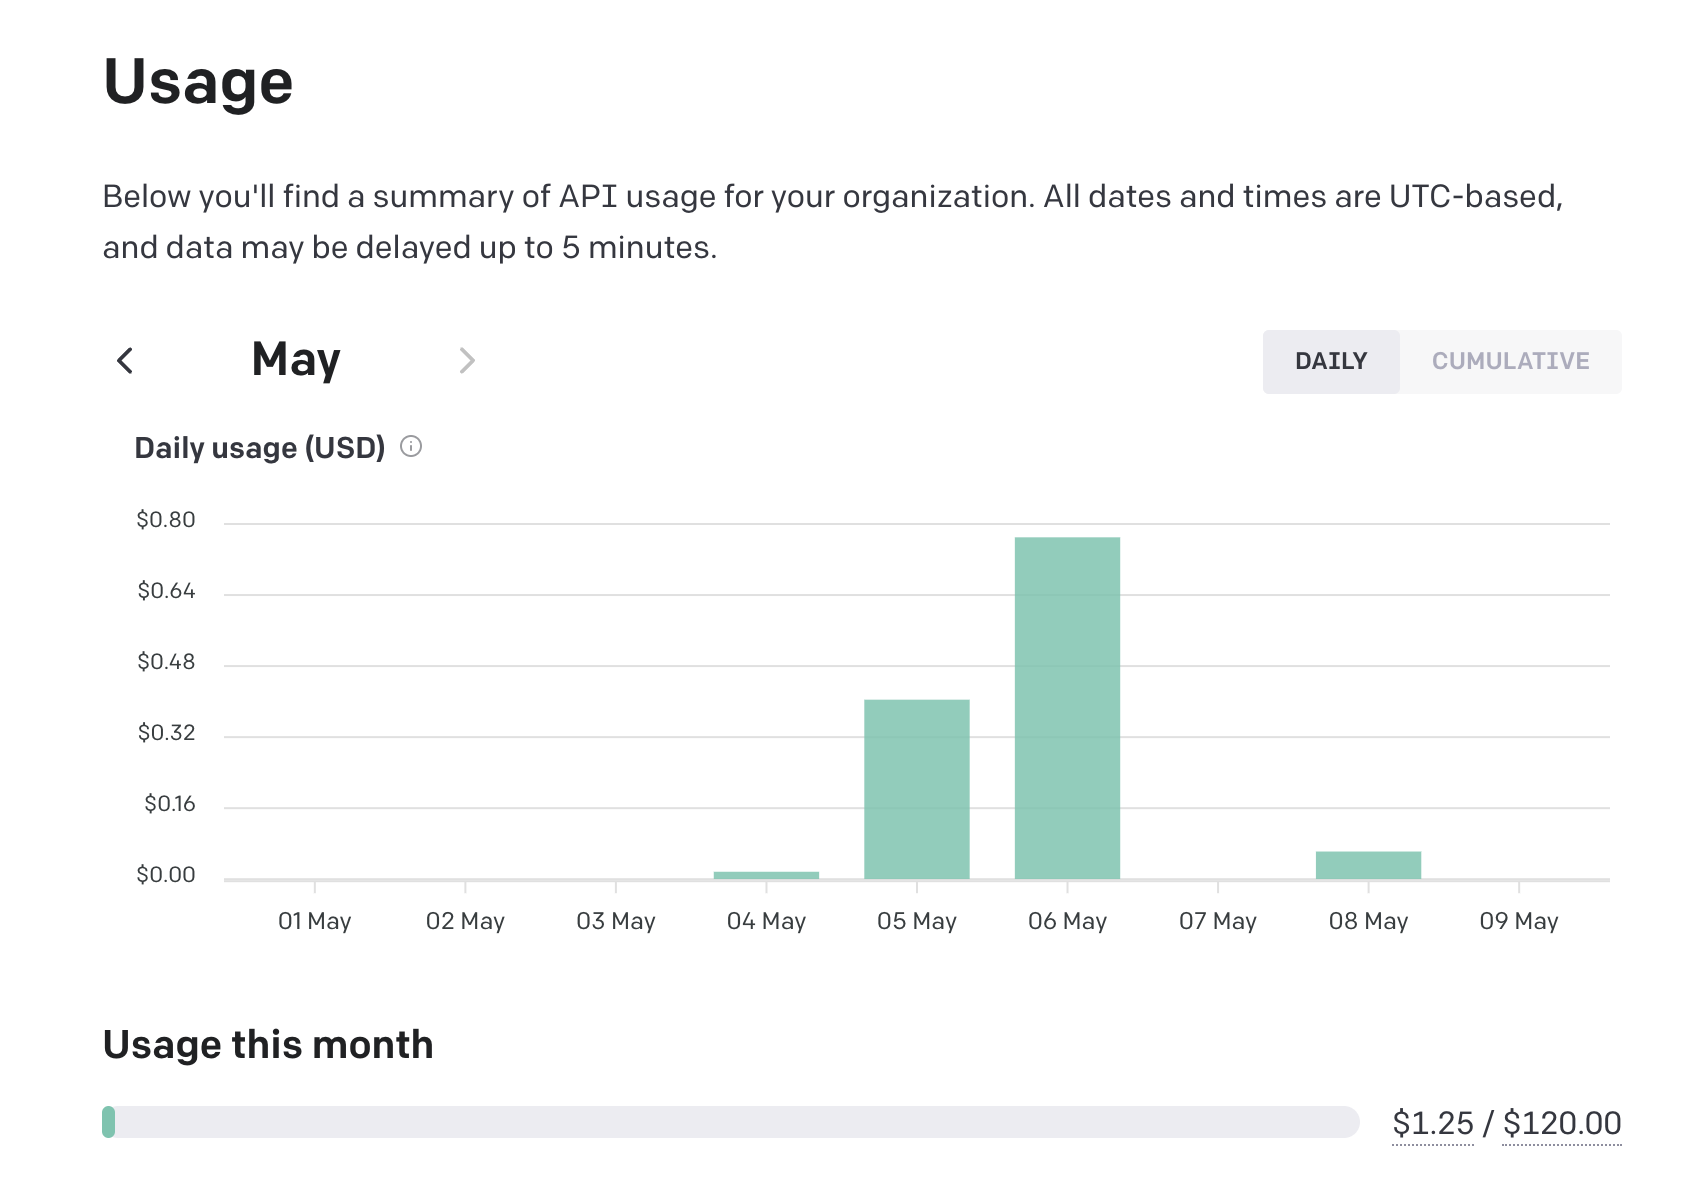 Usage
Below you'll find a summary of API usage for your organization. All dates and times are UTC-based,
and data may be delayed up to 5 minutes.
May
DAILY CUMULATIVE
Daily usage (USD)
$0.80
$0.64
$0.48
$0.32
$0.16
$0.00
01 May 02 May 03 May 04 May 05 May 06 May 07 May 08 May 09 May
Usage this month
$1.25 / $120.00